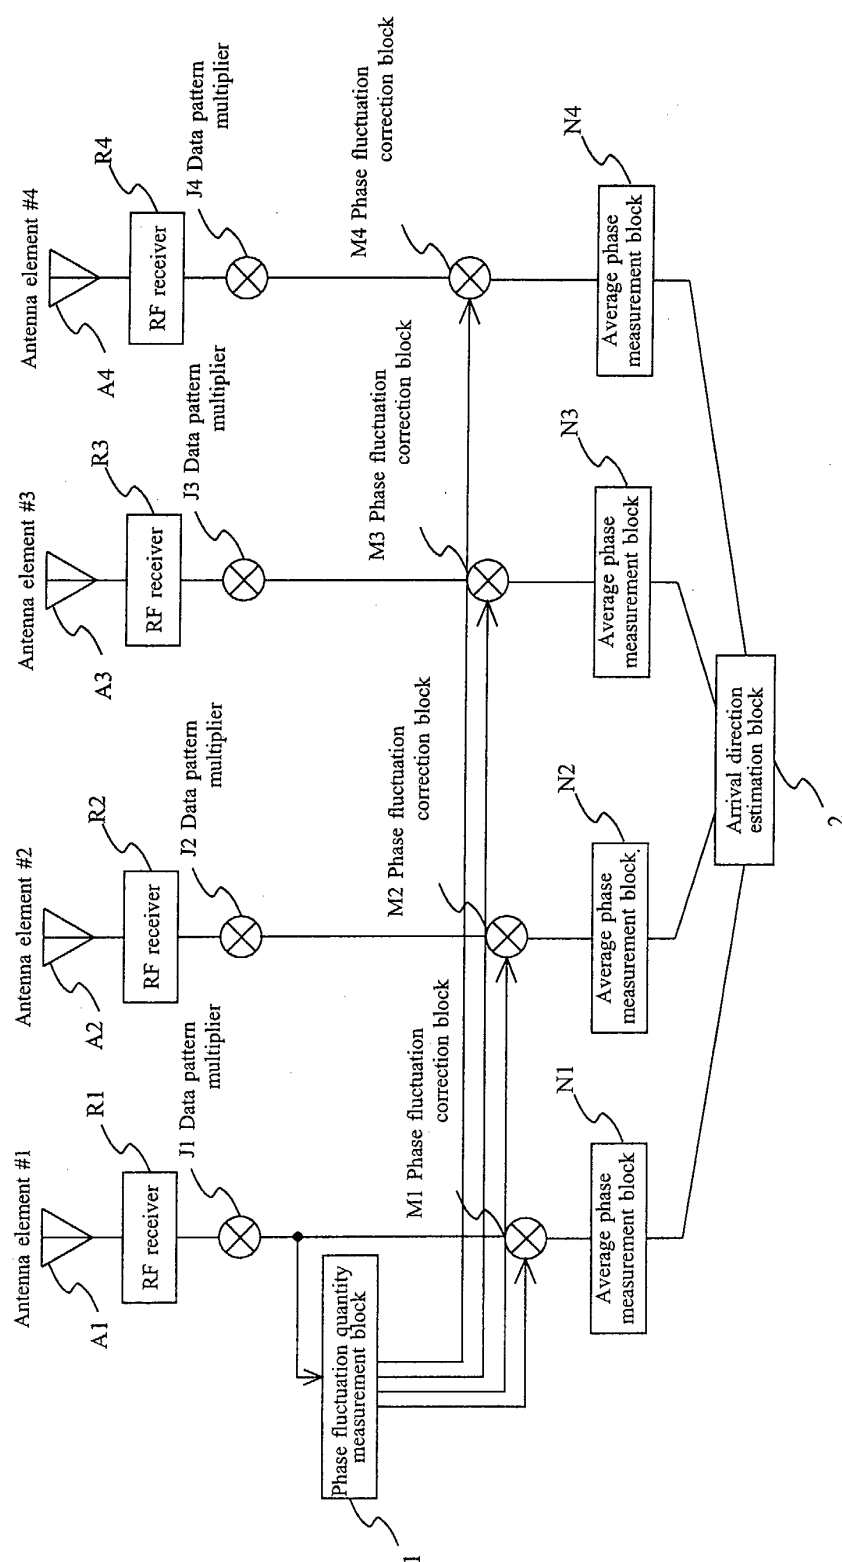 Antenna element #1
Antenna element #2
Antenna element #3
Antenna element #4
A1
A2
A3
A4
R1
R2
R3
R4
RF receiver
RF receiver
RF receiver
RF receiver
J1 Data pattern
multiplier
J2 Data pattern
multiplier
J3 Data pattern
multiplier
J4 Data pattern
multiplier
Phase fluctuation quantity
measurement block
1
M1 Phase fluctuation
correction block
M2 Phase fluctuation
correction block
M3 Phase fluctuation
correction block
M4 Phase fluctuation
correction block
N1
N2
N3
N4
Average phase
measurement block
Average phase
measurement block
Average phase
measurement block
Average phase
measurement block
Arrival direction
estimation block
2